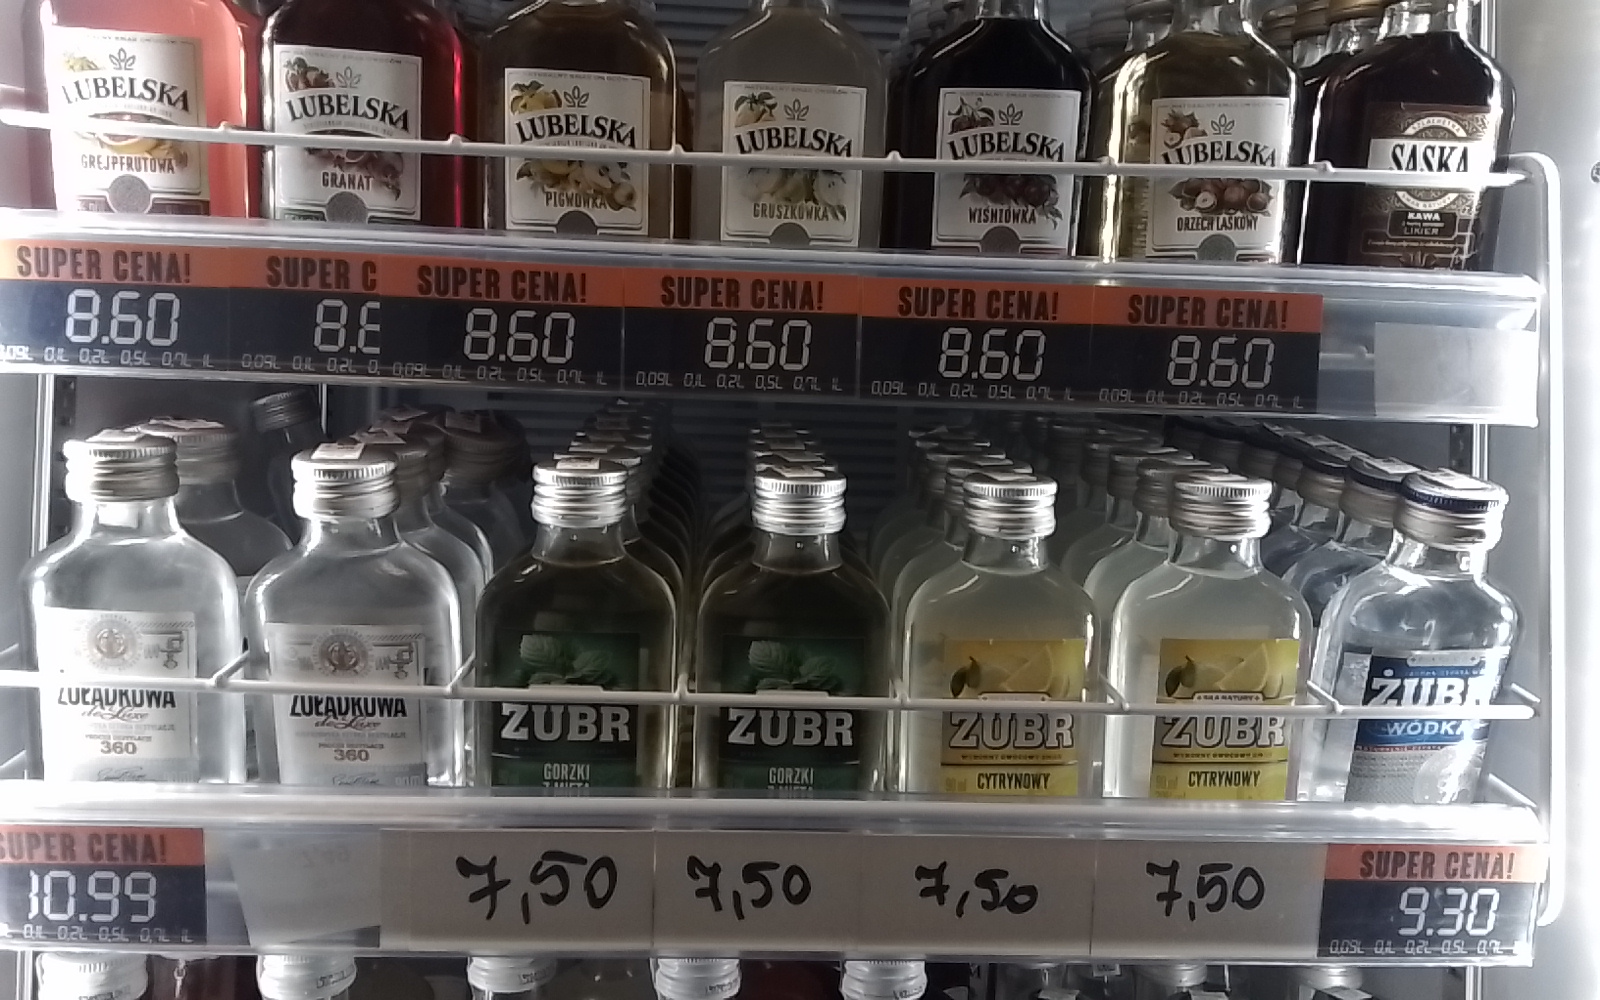 LUBELSKA
GREJPFRUTOWA
LUBELSKA
GRANAT
LUBELSKA
PIGWÓWKA
LUBELSKA
GRUSZKÓWKA
LUBELSKA
WIŚNIÓWKA
LUBELSKA
ORZECH LASKOWY
SASKA
KAWA
LIKIER
SUPER CENA!
8.60
0,09L 0,1L 0,2L 0,5L 0,7L 1L
SUPER C
8.6
0,09L 0,1L 0,2L 0,
SUPER CENA!
8.60
0,09L 0,1L 0,2L 0,5L 0,7L 1L
SUPER CENA!
8.60
0,09L 0,1L 0,2L 0,5L 0,7L 1L
SUPER CENA!
8.60
0,09L 0,1L 0,2L 0,5L 0,7L 1L
SUPER CENA!
8.60
0,09L 0,1L 0,2L 0,5L 0,7L 1L
ŻOŁĄDKOWA
de Luxe
360
ŻOŁĄDKOWA
de Luxe
360
ŻUBR
GORZKI
Z MIĘTĄ
ŻUBR
GORZKI
Z MIĘTĄ
ŻUBR
CYTRYNOWY
ŻUBR
CYTRYNOWY
ŻUBR
WÓDKA
SUPER CENA!
10.99
0,1L 0,2L 0,5L 0,7L 1L
7,50
7,50
7,50
7,50
SUPER CENA!
9.30
0,09L 0,1L 0,2L 0,5L 0,7L 1L